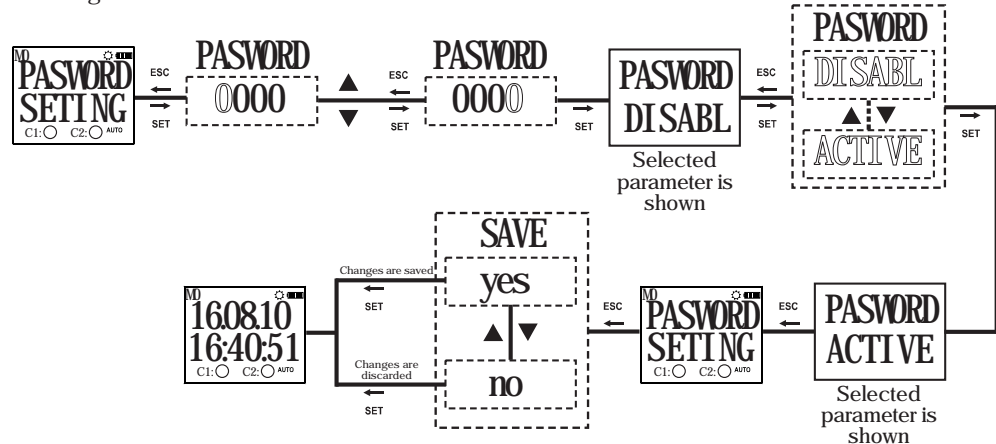 MO
PASWORD
SETING
C1: C2: AUTO
ESC
SET
PASWORD
0000
ESC
SET
PASWORD
0000
SET
PASWORD
DISABL
Selected
parameter is
shown
ESC
SET
PASWORD
DISABL
ACTIVE
SET
MO
16.08.10
16:40:51
C1: C2: AUTO
Changes are saved
SET
Changes are
discarded
SET
SAVE
yes
no
ESC
MO
PASWORD
SETING
C1: C2: AUTO
ESC
PASWORD
ACTIVE
Selected
parameter is
shown